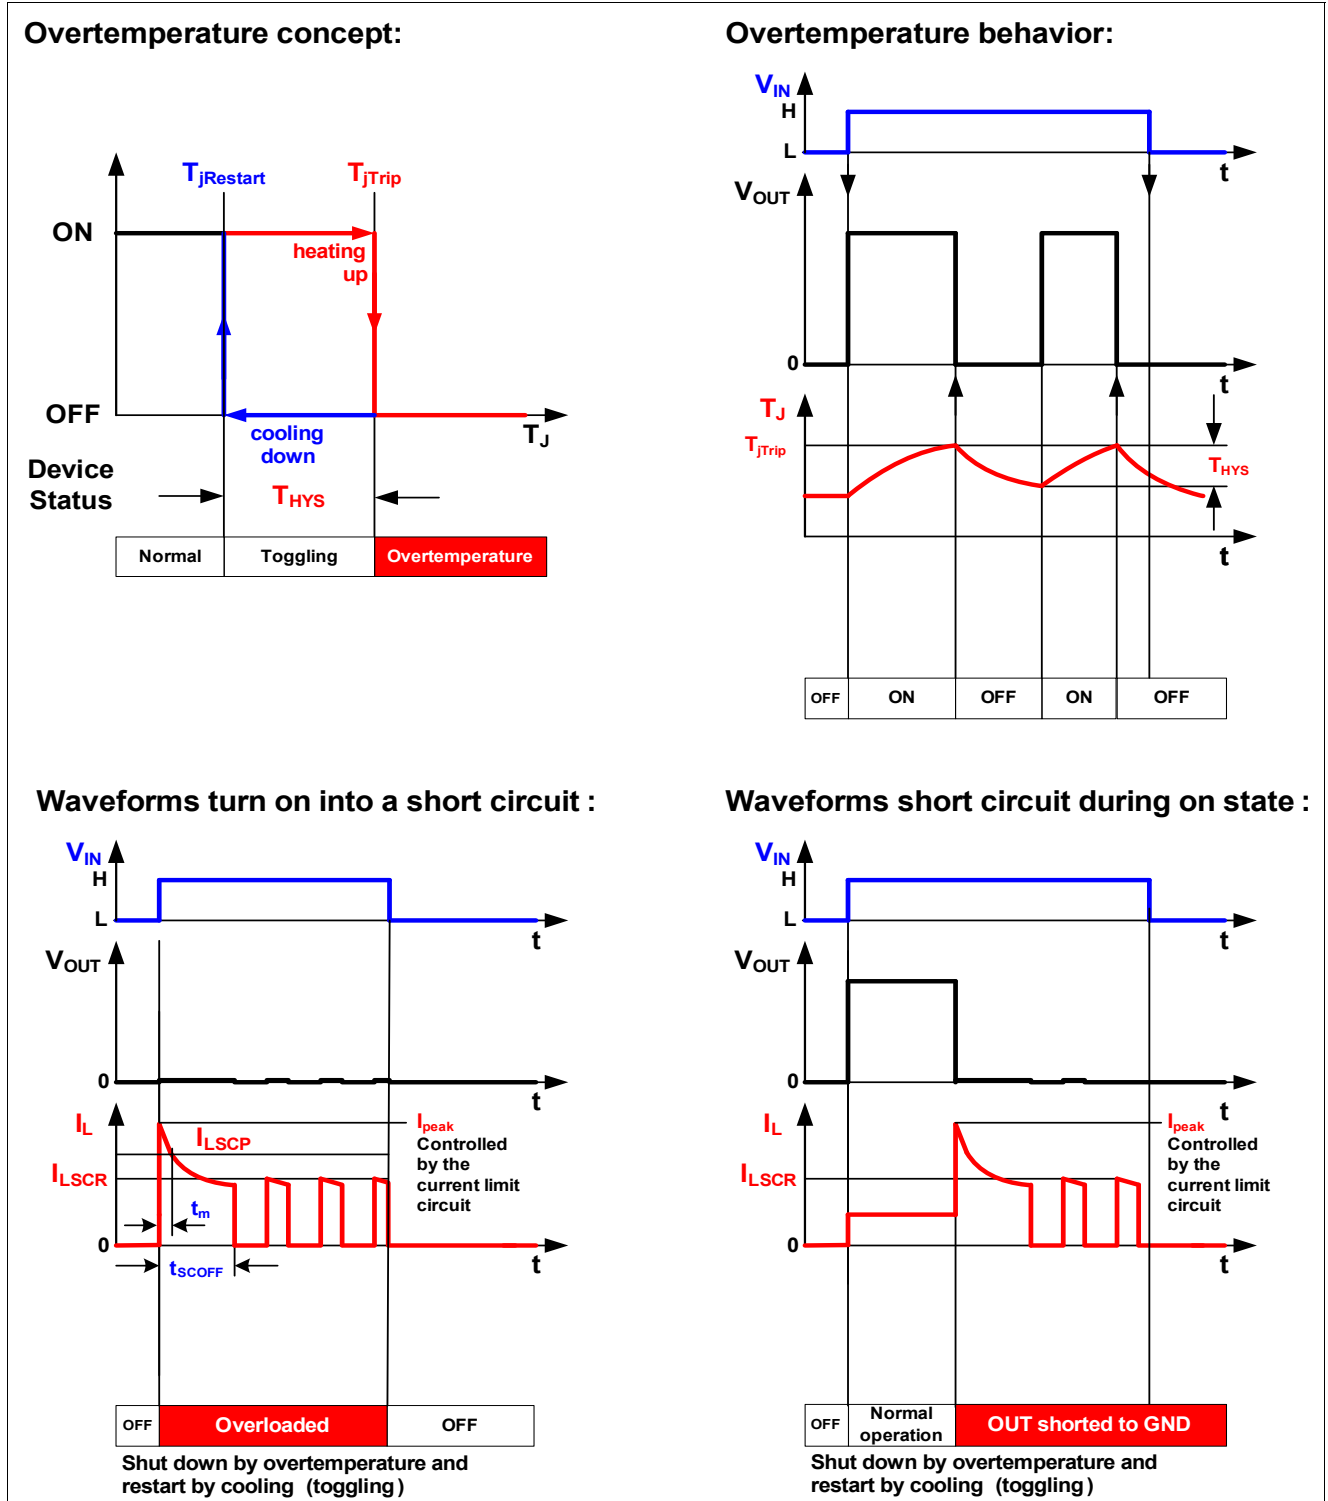 Overtemperature concept:
TjRestart
TjTrip
ON
heating
up
OFF
cooling
down
TJ
Device
Status
THYS
Normal
Toggling
Overtemperature
Overtemperature behavior:
VIN
H
L
t
VOUT
0
t
TJ
TjTrip
THYS
t
OFF
ON
OFF
ON
OFF
Waveforms turn on into a short circuit :
VIN
H
L
t
VOUT
0
t
IL
Ipeak
Controlled
by the
current limit
circuit
ILSCP
ILSCR
tm
0
t
tSCOFF
OFF
Overloaded
OFF
Shut down by overtemperature and
restart by cooling (toggling)
Waveforms short circuit during on state :
VIN
H
L
t
VOUT
0
t
IL
Ipeak
Controlled
by the
current limit
circuit
ILSCR
0
t
OFF
Normal
operation
OUT shorted to GND
Shut down by overtemperature and
restart by cooling (toggling)